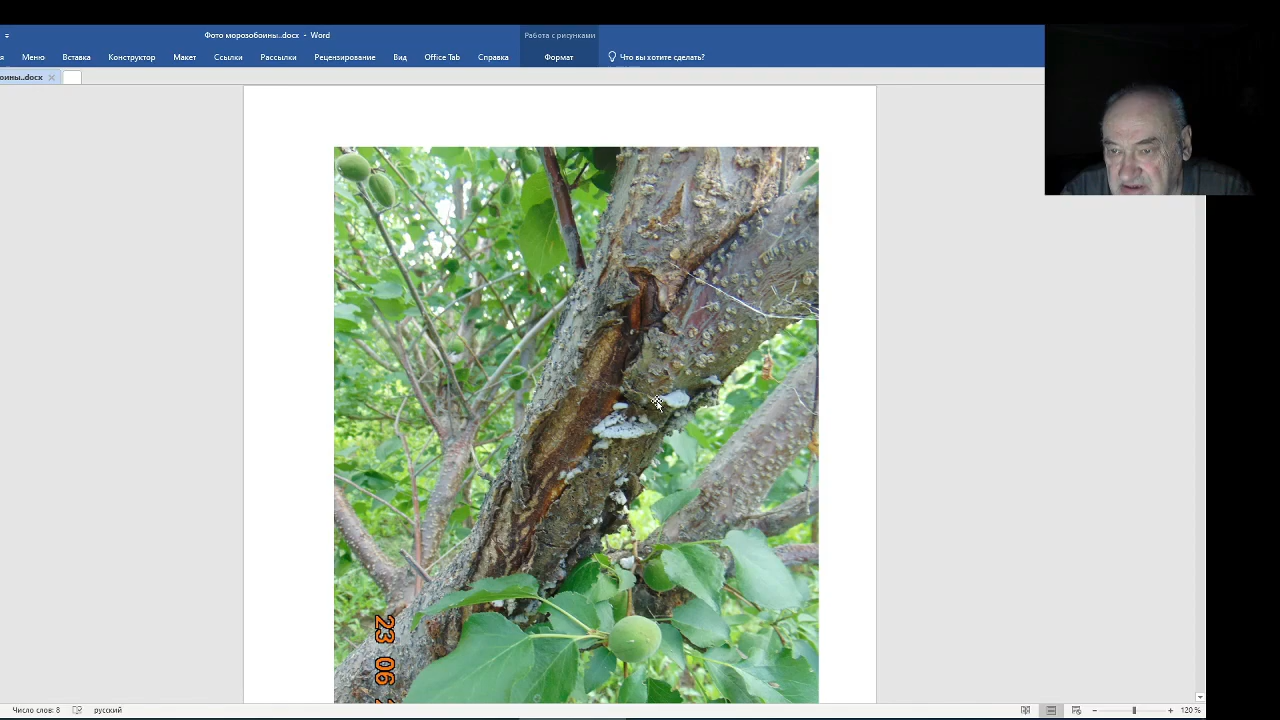 Фото морозобоины..docx - Word
Работа с рисунками
Меню Вставка Конструктор Макет Ссылки Рассылки Рецензирование Вид Office Tab Справка Формат Что вы хотите сделать?
оины..docx
23 06
Число слов: 8 русский 120 %